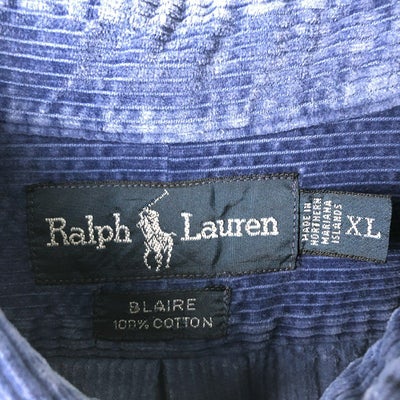 Ralph Lauren
MADE IN
NORTHERN
MARIANA
ISLANDS
XL
BLAIRE
100% COTTON